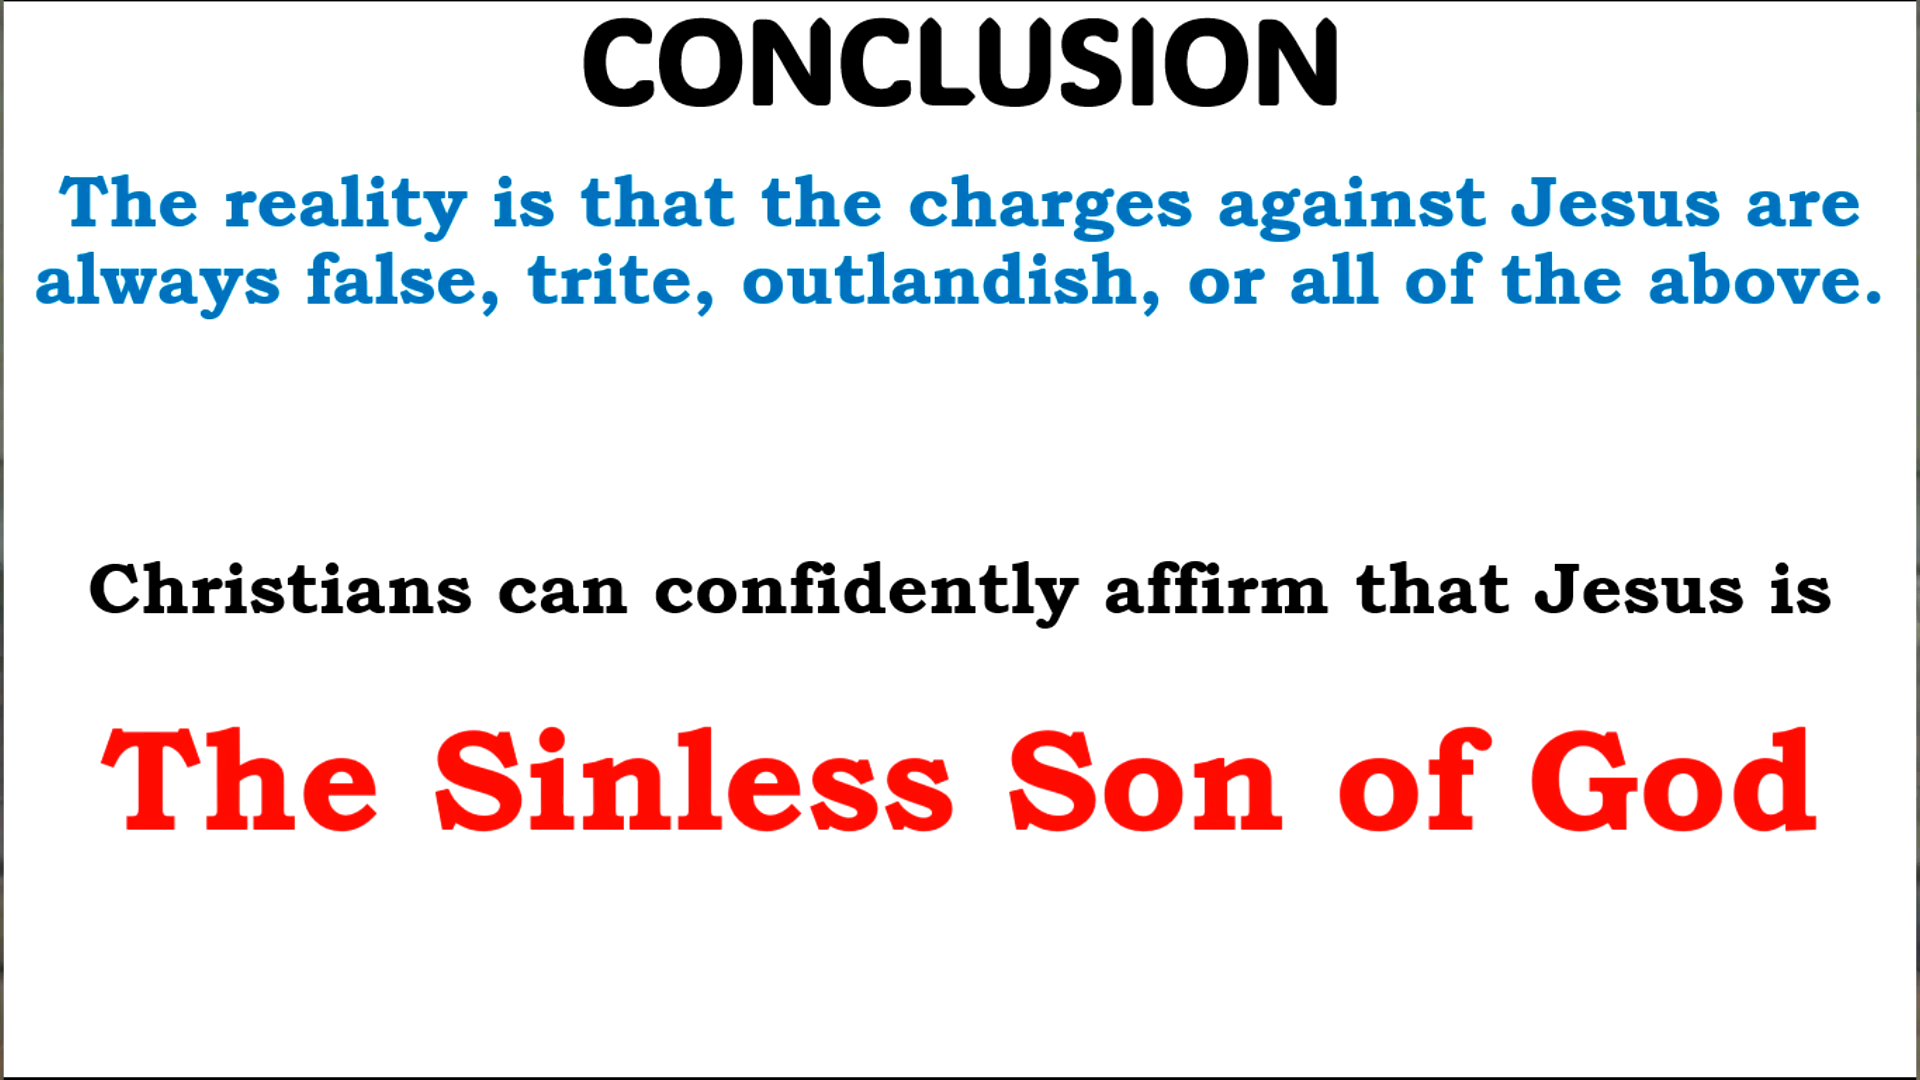 CONCLUSION
The reality is that the charges against Jesus are
always false, trite, outlandish, or all of the above.
Christians can confidently affirm that Jesus is
The Sinless Son of God